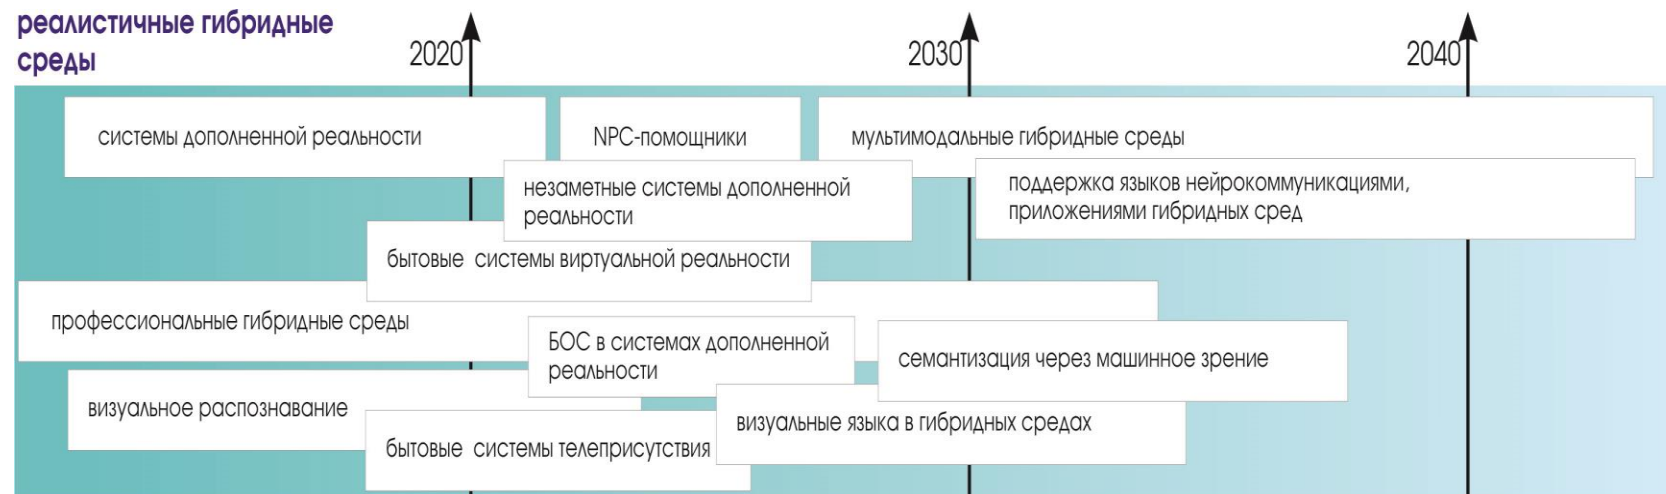 реалистичные гибридные
среды
2020
2030
2040
системы дополненной реальности
NPC-помощники
мультимодальные гибридные среды
незаметные системы дополненной
реальности
поддержка языков нейрокоммуникациями,
приложениями гибридных сред
бытовые системы виртуальной реальности
профессиональные гибридные среды
БОС в системах дополненной
реальности
семантизация через машинное зрение
визуальное распознавание
визуальные языка в гибридных средах
бытовые системы телеприсутствия